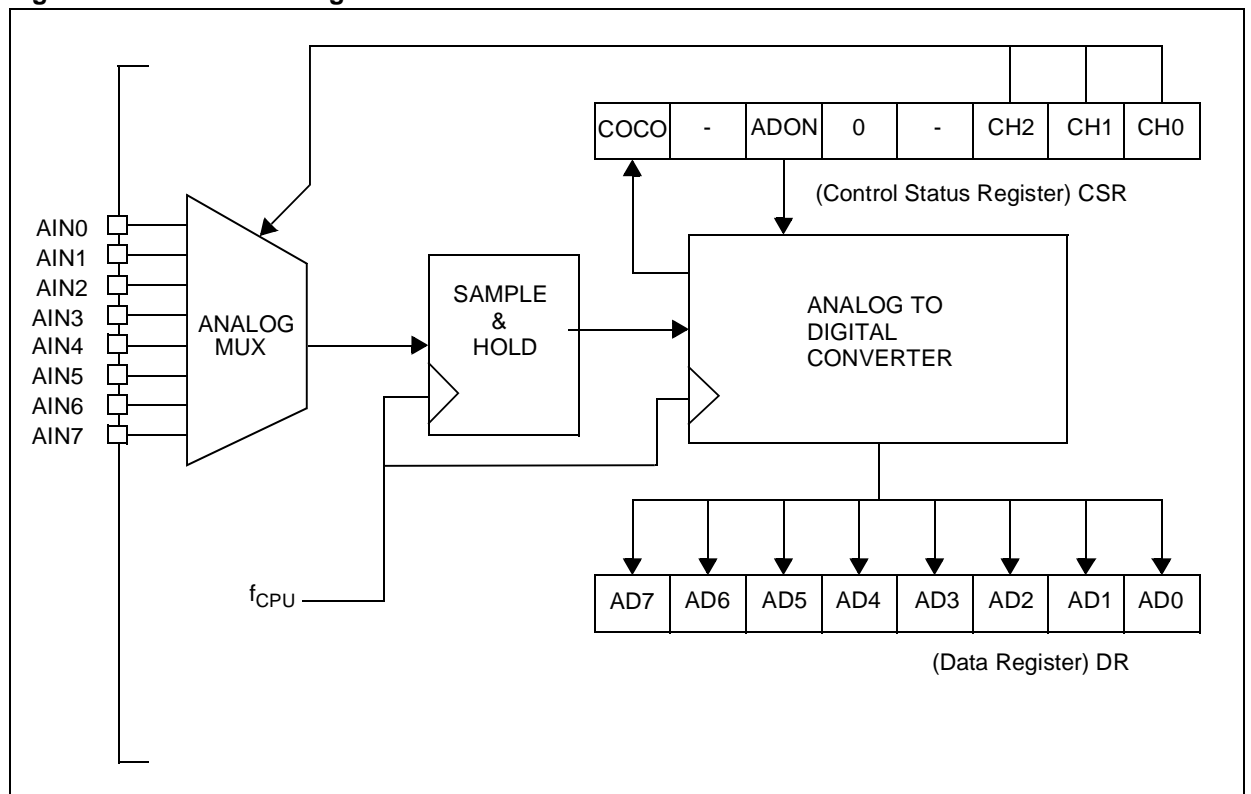 COCO - ADON 0 - CH2 CH1 CH0
(Control Status Register) CSR
AIN0
AIN1
AIN2
AIN3
AIN4
AIN5
AIN6
AIN7
ANALOG
MUX
SAMPLE
&
HOLD
ANALOG TO
DIGITAL
CONVERTER
fCPU
AD7 AD6 AD5 AD4 AD3 AD2 AD1 AD0
(Data Register) DR